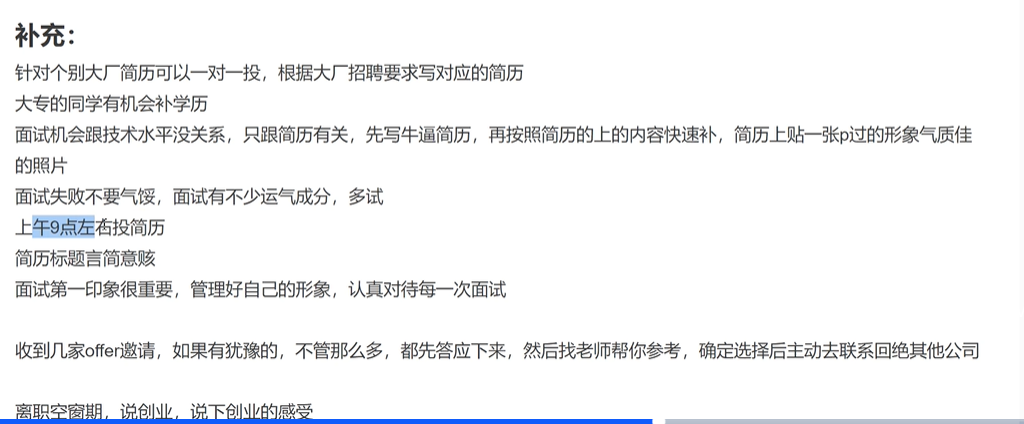 补充：
针对个别大厂简历可以一对一投，根据大厂招聘要求写对应的简历
大专的同学有机会补学历
面试机会跟技术水平没关系，只跟简历有关，先写牛逼简历，再按照简历的上的内容快速补，简历上贴一张p过的形象气质佳
的照片
面试失败不要气馁，面试有不少运气成分，多试
上午9点左右投简历
简历标题言简意赅
面试第一印象很重要，管理好自己的形象，认真对待每一次面试
收到几家offer邀请，如果有犹豫的，不管那么多，都先答应下来，然后找老师帮你参考，确定选择后主动去联系回绝其他公司
离职空窗期，说创业，说下创业的感受